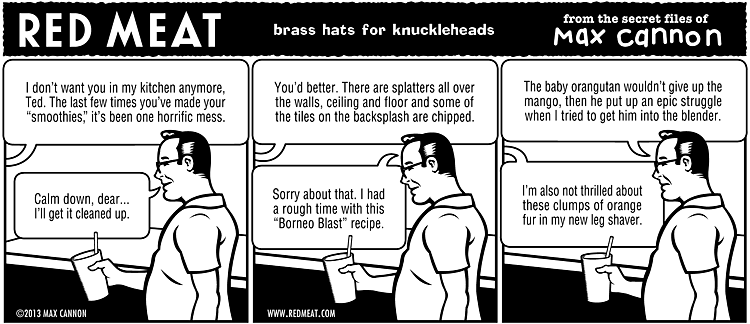 RED MEAT
brass hats for knuckleheads
from the secret files of
Max cannon
I don't want you in my kitchen anymore,
Ted. The last few times you've made your
“smoothies,” it's been one horrific mess.
Calm down, dear...
I'll get it cleaned up.
©2013 MAX CANNON
You'd better. There are splatters all over
the walls, ceiling and floor and some of
the tiles on the backsplash are chipped.
Sorry about that. I had
a rough time with this
“Borneo Blast” recipe.
WWW.REDMEAT.COM
The baby orangutan wouldn't give up the
mango, then he put up an epic struggle
when I tried to get him into the blender.
I'm also not thrilled about
these clumps of orange
fur in my new leg shaver.